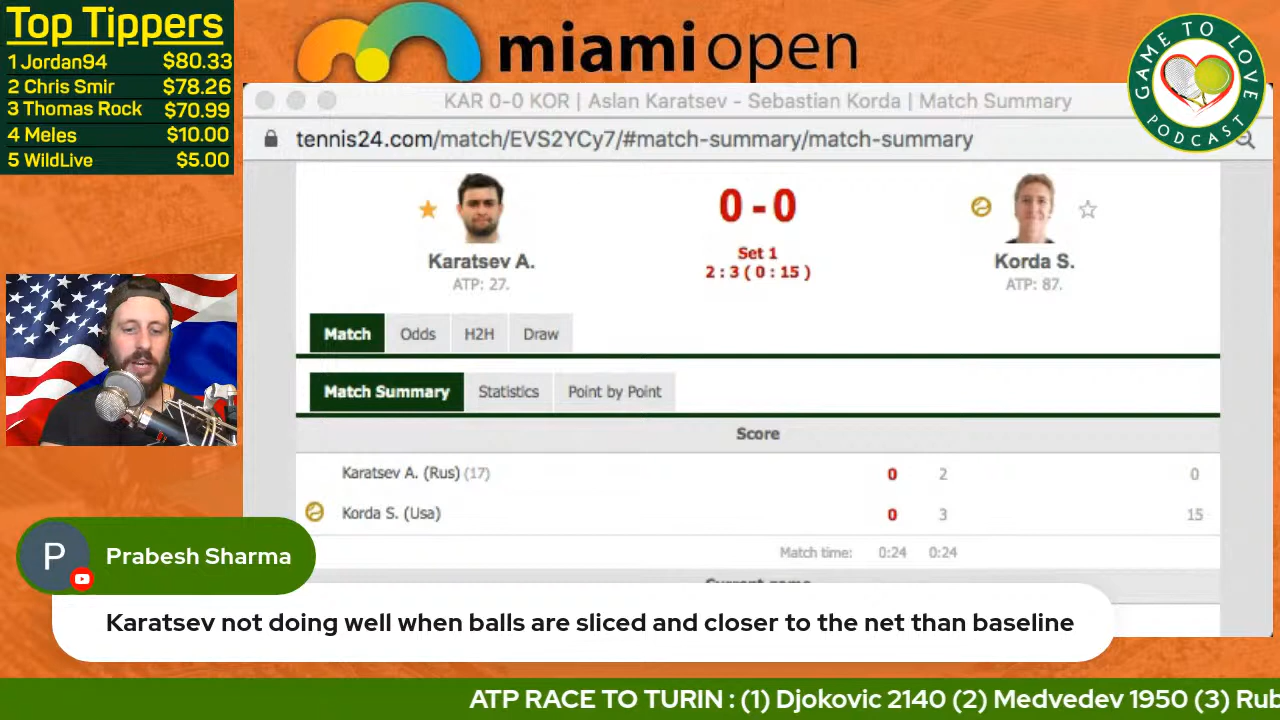 Top Tippers
1 Jordan94 $80.33
2 Chris Smir $78.26
3 Thomas Rock $70.99
4 Meles $10.00
5 WildLive $5.00
miami open
GAME TO LOVE
PODCAST
KAR 0-0 KOR | Aslan Karatsev - Sebastian Korda | Match Summary
tennis24.com/match/EVS2YCy7/#match-summary/match-summary
0 - 0
Set 1
2 : 3 ( 0 : 15 )
Karatsev A.
ATP: 27.
Korda S.
ATP: 87.
Match Odds H2H Draw
Match Summary Statistics Point by Point
Score
Karatsev A. (Rus) (17) 0 2 0
Korda S. (Usa) 0 3 15
Match time: 0:24 0:24
Current game
P Prabesh Sharma
Karatsev not doing well when balls are sliced and closer to the net than baseline
ATP RACE TO TURIN : (1) Djokovic 2140 (2) Medvedev 1950 (3) Rub